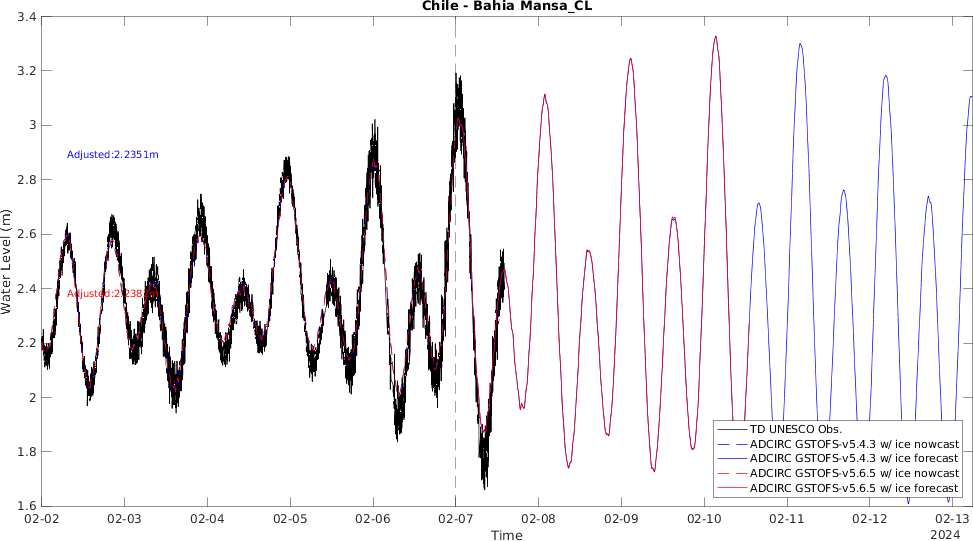 Chile - Bahia Mansa_CL
3.4
3.2
3
2.8
2.6
2.4
2.2
2
1.8
1.6
Water Level (m)
Adjusted:2.2351m
TD UNESCO Obs.
ADCIRC GSTOFS-v5.4.3 w/ ice nowcast
ADCIRC GSTOFS-v5.4.3 w/ ice forecast
ADCIRC GSTOFS-v5.6.5 w/ ice nowcast
ADCIRC GSTOFS-v5.6.5 w/ ice forecast
02-02 02-03 02-04 02-05 02-06 02-07 02-08 02-09 02-10 02-11 02-12 02-13
Time
2024